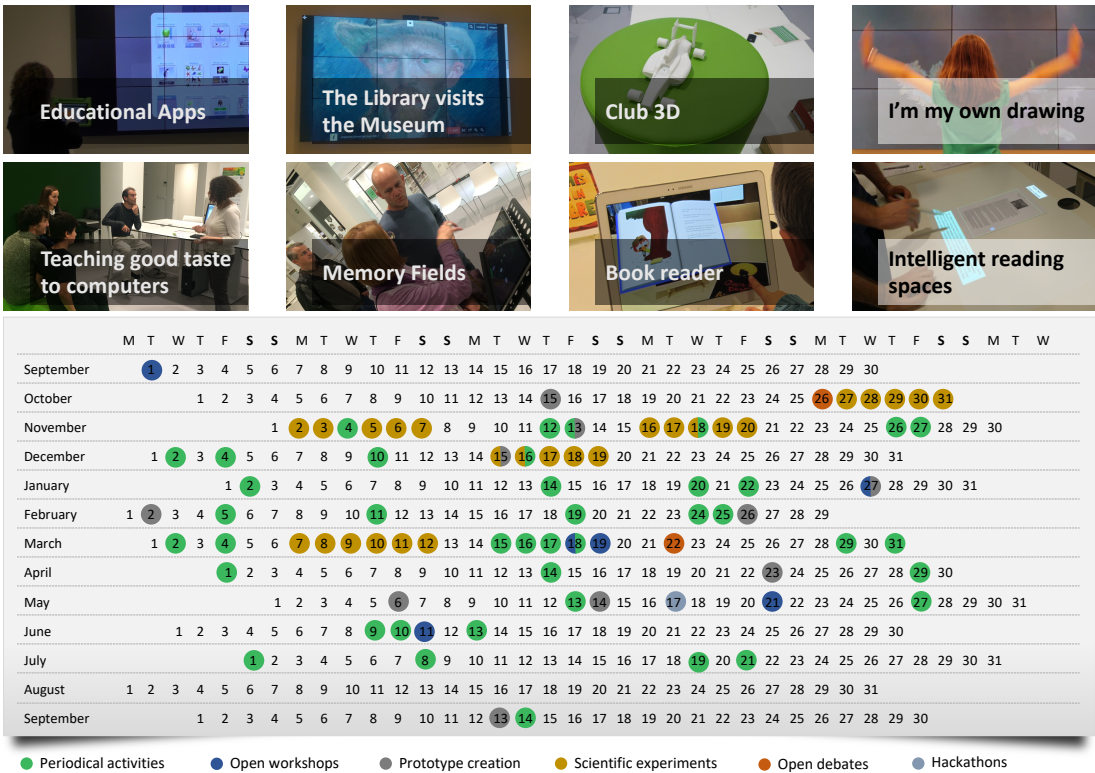 Educational Apps
The Library visits
the Museum
Club 3D
I'm my own drawing
Teaching good taste
to computers
Memory Fields
Book reader
Intelligent reading
spaces
M T W T F S S M T W T F S S M T W T F S S M T W T F S S M T W T F S S M T W
September 1 2 3 4 5 6 7 8 9 10 11 12 13 14 15 16 17 18 19 20 21 22 23 24 25 26 27 28 29 30
October 1 2 3 4 5 6 7 8 9 10 11 12 13 14 15 16 17 18 19 20 21 22 23 24 25 26 27 28 29 30 31
November 1 2 3 4 5 6 7 8 9 10 11 12 13 14 15 16 17 18 19 20 21 22 23 24 25 26 27 28 29 30
December 1 2 3 4 5 6 7 8 9 10 11 12 13 14 15 16 17 18 19 20 21 22 23 24 25 26 27 28 29 30 31
January 1 2 3 4 5 6 7 8 9 10 11 12 13 14 15 16 17 18 19 20 21 22 23 24 25 26 27 28 29 30 31
February 1 2 3 4 5 6 7 8 9 10 11 12 13 14 15 16 17 18 19 20 21 22 23 24 25 26 27 28 29
March 1 2 3 4 5 6 7 8 9 10 11 12 13 14 15 16 17 18 19 20 21 22 23 24 25 26 27 28 29 30 31
April 1 2 3 4 5 6 7 8 9 10 11 12 13 14 15 16 17 18 19 20 21 22 23 24 25 26 27 28 29 30
May 1 2 3 4 5 6 7 8 9 10 11 12 13 14 15 16 17 18 19 20 21 22 23 24 25 26 27 28 29 30 31
June 1 2 3 4 5 6 7 8 9 10 11 12 13 14 15 16 17 18 19 20 21 22 23 24 25 26 27 28 29 30
July 1 2 3 4 5 6 7 8 9 10 11 12 13 14 15 16 17 18 19 20 21 22 23 24 25 26 27 28 29 30 31
August 1 2 3 4 5 6 7 8 9 10 11 12 13 14 15 16 17 18 19 20 21 22 23 24 25 26 27 28 29 30 31
September 1 2 3 4 5 6 7 8 9 10 11 12 13 14 15 16 17 18 19 20 21 22 23 24 25 26 27 28 29 30
Periodical activities Open workshops Prototype creation Scientific experiments Open debates Hackathons